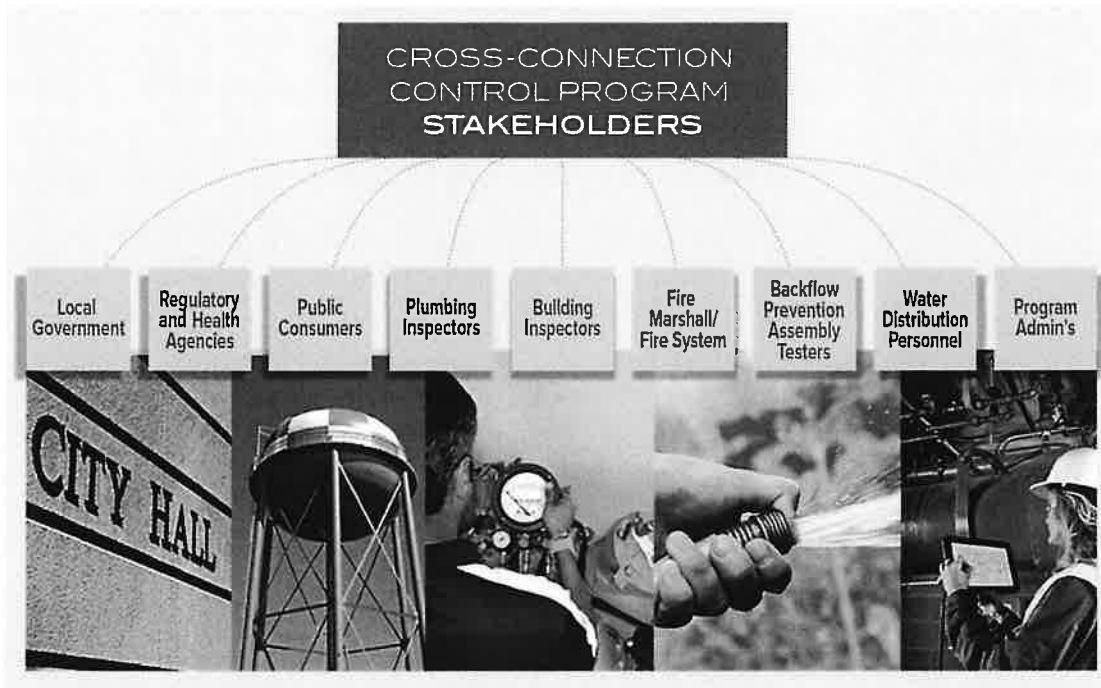 CROSS-CONNECTION
CONTROL PROGRAM
STAKEHOLDERS
Local
Government
Regulatory
and Health
Agencies
Public
Consumers
Plumbing
Inspectors
Building
Inspectors
Fire
Marshall/
Fire System
Backflow
Prevention
Assembly
Testers
Water
Distribution
Personnel
Program
Admin's
CITY HALL